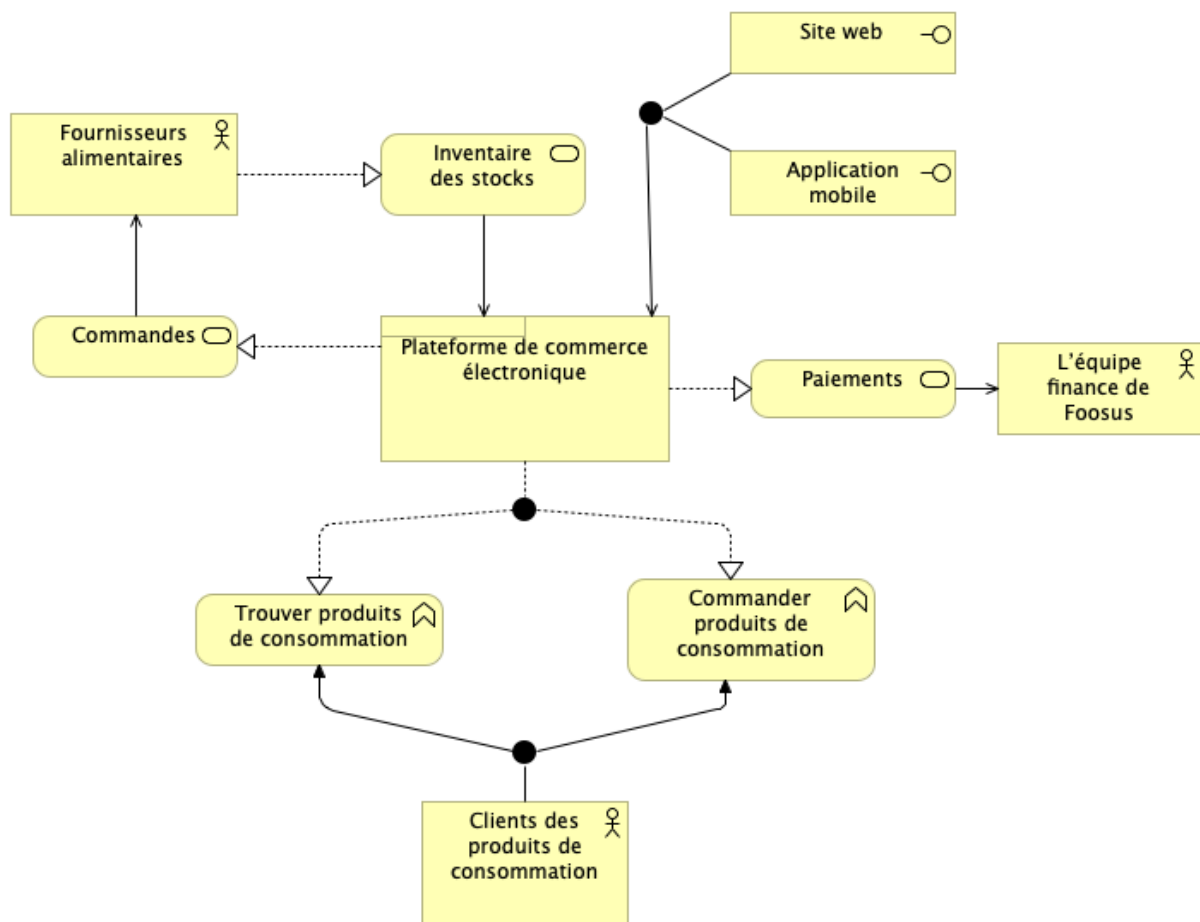 Site web
Fournisseurs
alimentaires
Inventaire
des stocks
Application
mobile
Commandes
Plateforme de commerce
électronique
Paiements
L’équipe
finance de
Foosus
Trouver produits
de consommation
Commander
produits de
consommation
Clients des
produits de
consommation